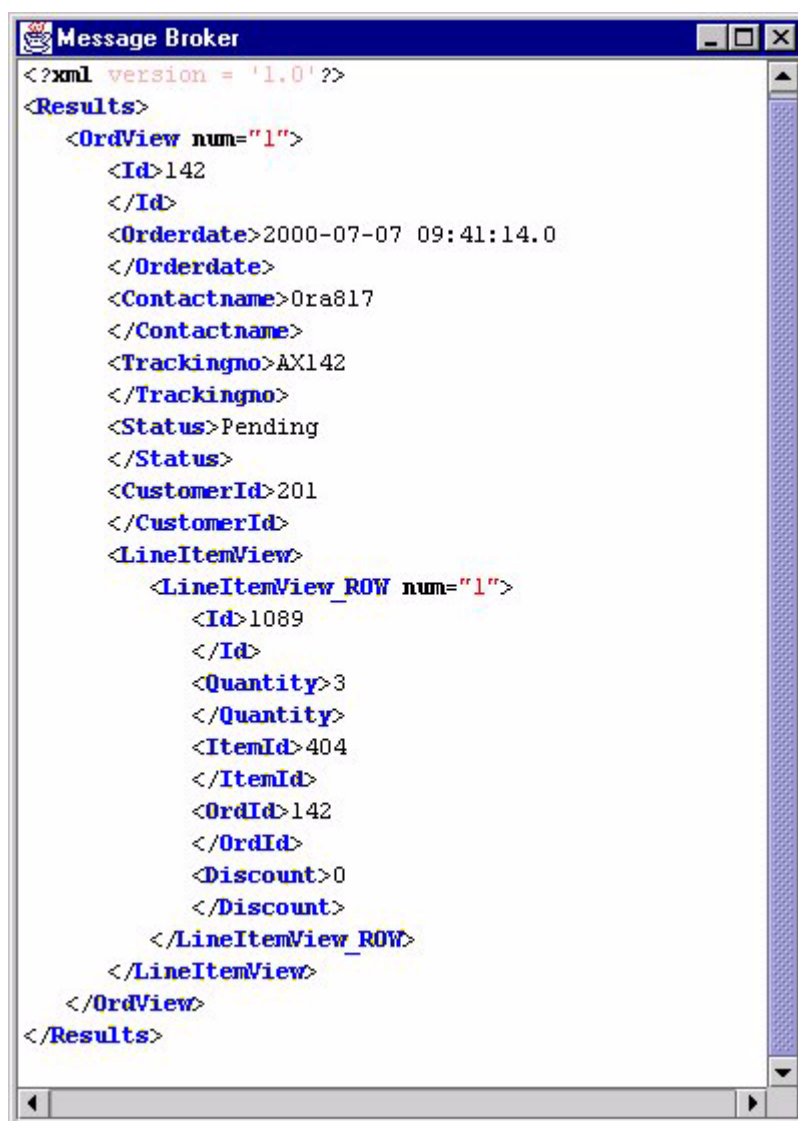 Message Broker
<?xml version = '1.0'?>
<Results>
<OrdView num="1">
<Id>142
</Id>
<Orderdate>2000-07-07 09:41:14.0
</Orderdate>
<Contactname>Ora817
</Contactname>
<Trackingno>AX142
</Trackingno>
<Status>Pending
</Status>
<CustomerId>201
</CustomerId>
<LineItemView>
<LineItemView_ROW num="1">
<Id>1089
</Id>
<Quantity>3
</Quantity>
<ItemId>404
</ItemId>
<OrdId>142
</OrdId>
<Discount>0
</Discount>
</LineItemView_ROW>
</LineItemView>
</OrdView>
</Results>